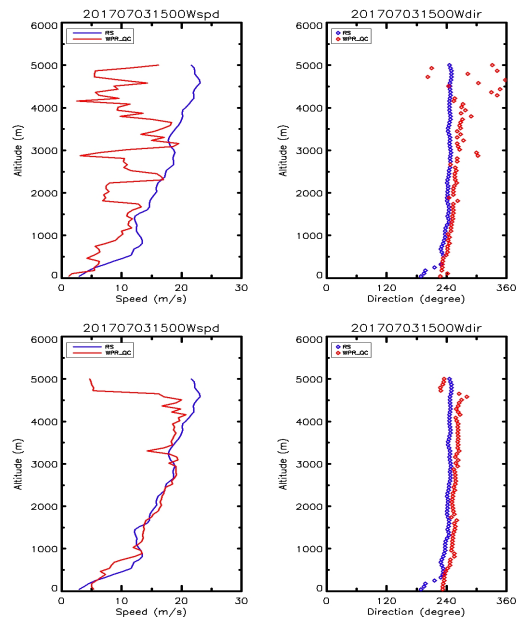 201707031500Wspd
RS
WPR_QC
6000
5000
4000
3000
2000
1000
0
Altitude (m)
0 10 20 30
Speed (m/s)
201707031500Wdir
RS
WPR_QC
6000
5000
4000
3000
2000
1000
0
Altitude (m)
0 120 240 360
Direction (degree)
201707031500Wspd
RS
WPR_QC
6000
5000
4000
3000
2000
1000
0
Altitude (m)
0 10 20 30
Speed (m/s)
201707031500Wdir
RS
WPR_QC
6000
5000
4000
3000
2000
1000
0
Altitude (m)
0 120 240 360
Direction (degree)